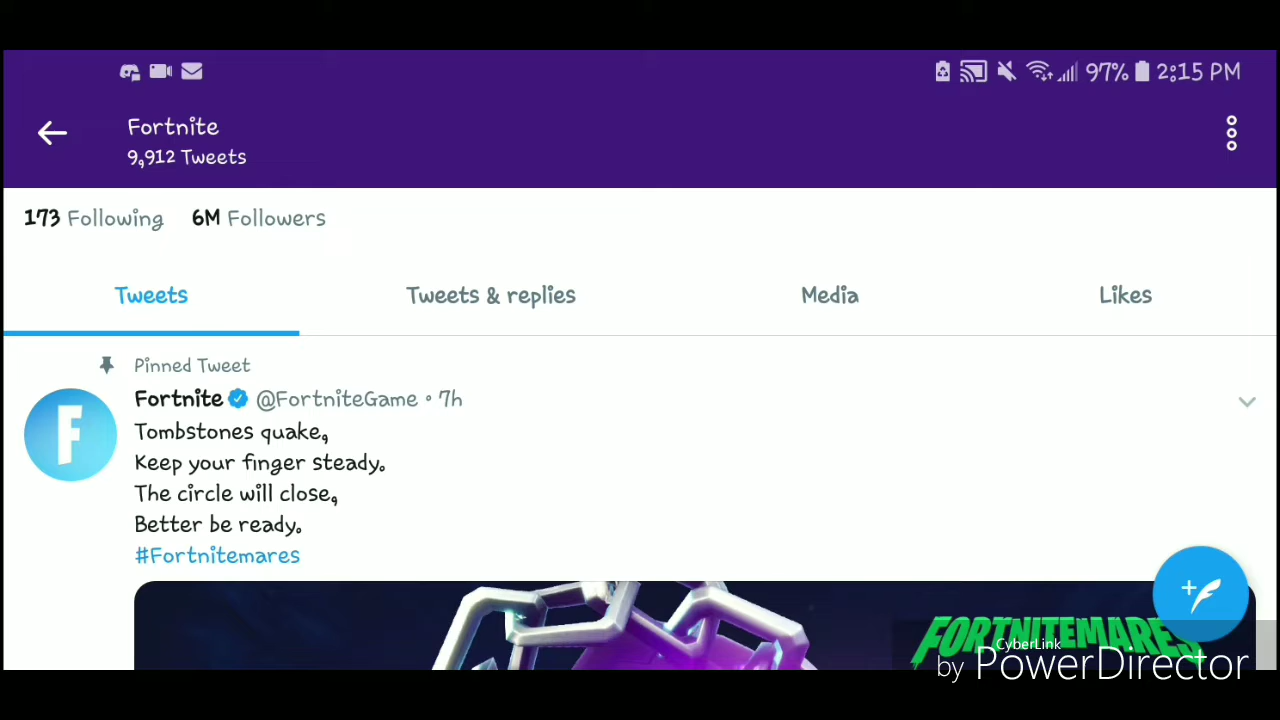 97% 2:15 PM
Fortnite
9,912 Tweets
173 Following 6M Followers
Tweets Tweets & replies Media Likes
Pinned Tweet
Fortnite @FortniteGame • 7h
F
Tombstones quake,
Keep your finger steady.
The circle will close,
Better be ready.
#Fortnitemares
FORTNITEMARES
CyberLink
by PowerDirector